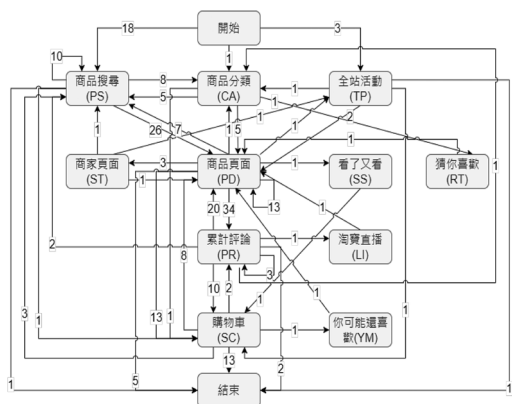 開始
18
3
1
10
商品搜尋
(PS)
8
5
商品分類
(CA)
1
全站活動
(TP)
1
1
26
7
1
5
1
1
2
1
1
商家頁面
(ST)
3
1
商品頁面
(PD)
1
看了又看
(SS)
猜你喜歡
(RT)
13
20
34
1
2
累計評論
(PR)
1
淘寶直播
(LI)
3
8
10
2
1
1
3
1
13
1
購物車
(SC)
1
你可能還喜
歡(YM)
1
13
2
1
5
1
結束